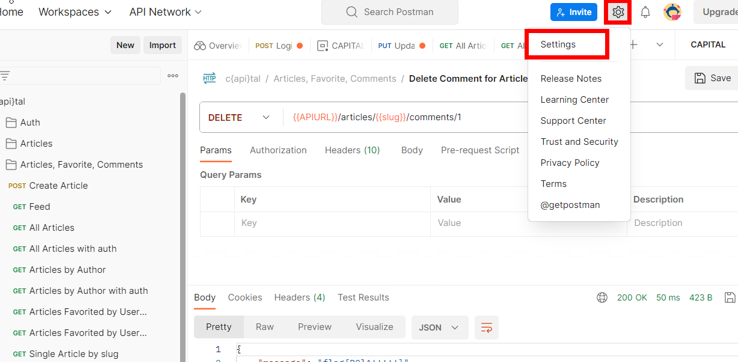 Home Workspaces API Network Search Postman Invite Upgrade
New Import Overview POST Logi PUT Upda GET All Arti GET CAPITAL
Settings
api}tal c{api}tal / Articles, Favorite, Comments / Delete Comment for Article Save
Release Notes
Learning Center
Support Center
Trust and Security
Privacy Policy
Terms
@getpostman
Auth
Articles
Articles, Favorite, Comments
POST Create Article
GET Feed
GET All Articles
GET All Articles with auth
GET Articles by Author
GET Articles by Author with auth
GET Articles Favorited by User...
GET Articles Favorited by User...
GET Single Article by slug
DELETE {{APIURL}}/articles/{{slug}}/comments/1
Params Authorization Headers (10) Body Pre-request Script
Query Params
Key Value Description
Key Value Description
Body Cookies Headers (4) Test Results 200 OK 50 ms 423 B
Pretty Raw Preview Visualize JSON
1 {